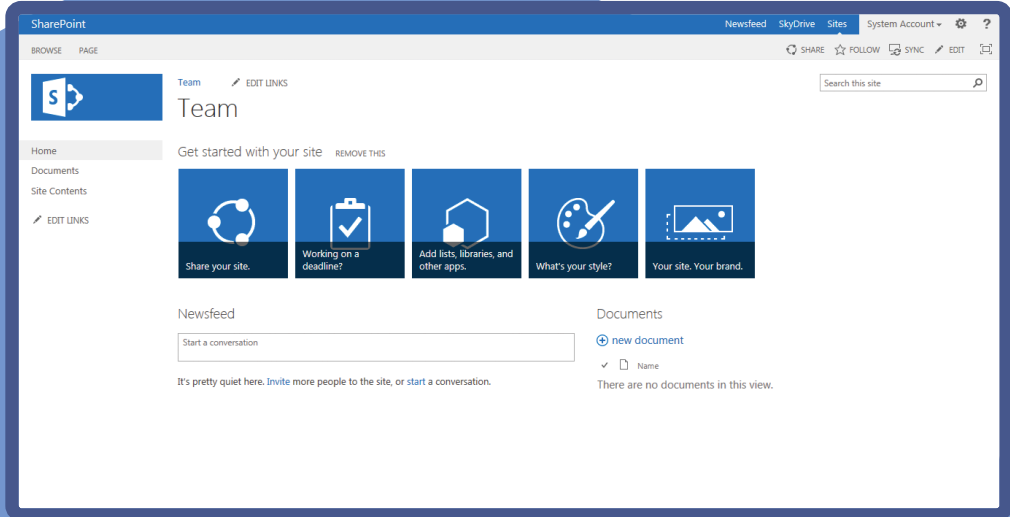 SharePoint
Newsfeed SkyDrive Sites System Account ?
BROWSE PAGE
SHARE FOLLOW SYNC EDIT
S
Team EDIT LINKS
Search this site
Team
Home
Documents
Site Contents
EDIT LINKS
Get started with your site REMOVE THIS
Share your site.
Working on a
deadline?
Add lists, libraries, and
other apps.
What's your style?
Your site. Your brand.
Newsfeed
Start a conversation
It's pretty quiet here. Invite more people to the site, or start a conversation.
Documents
new document
Name
There are no documents in this view.